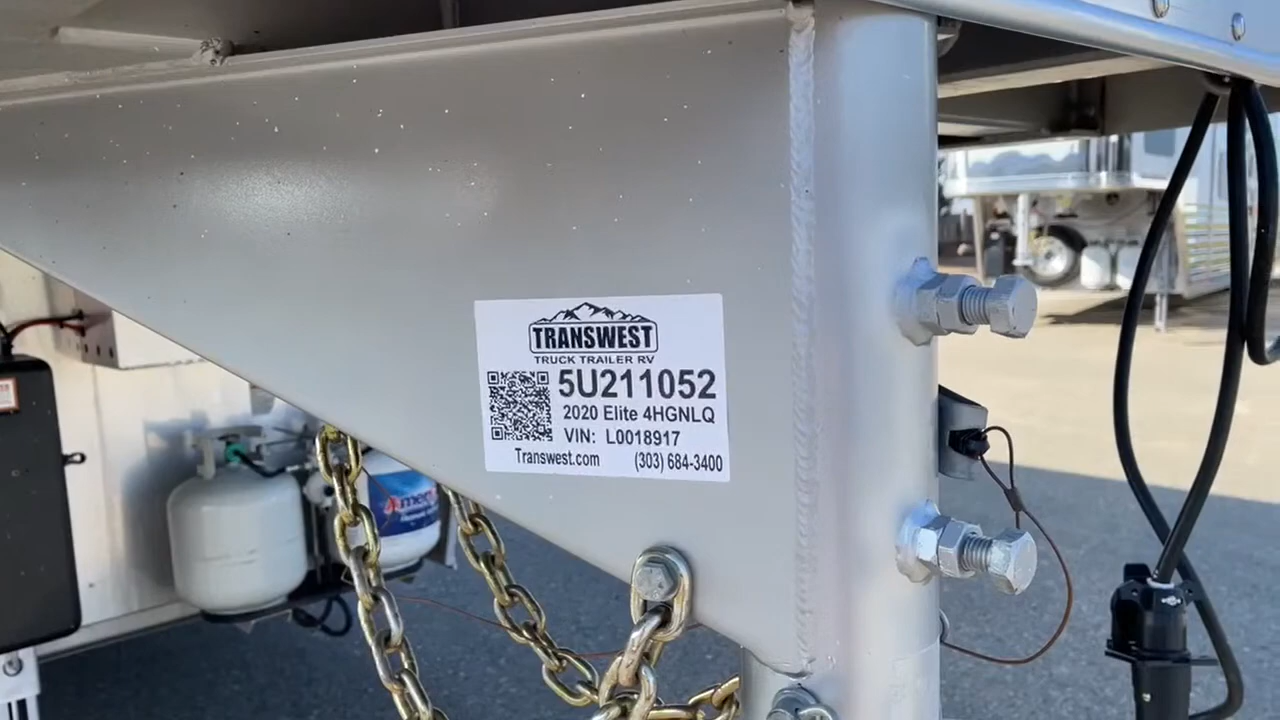 TRANSWEST
TRUCK TRAILER RV
5U211052
2020 Elite 4HGNLQ
VIN: L0018917
Transwest.com (303) 684-3400